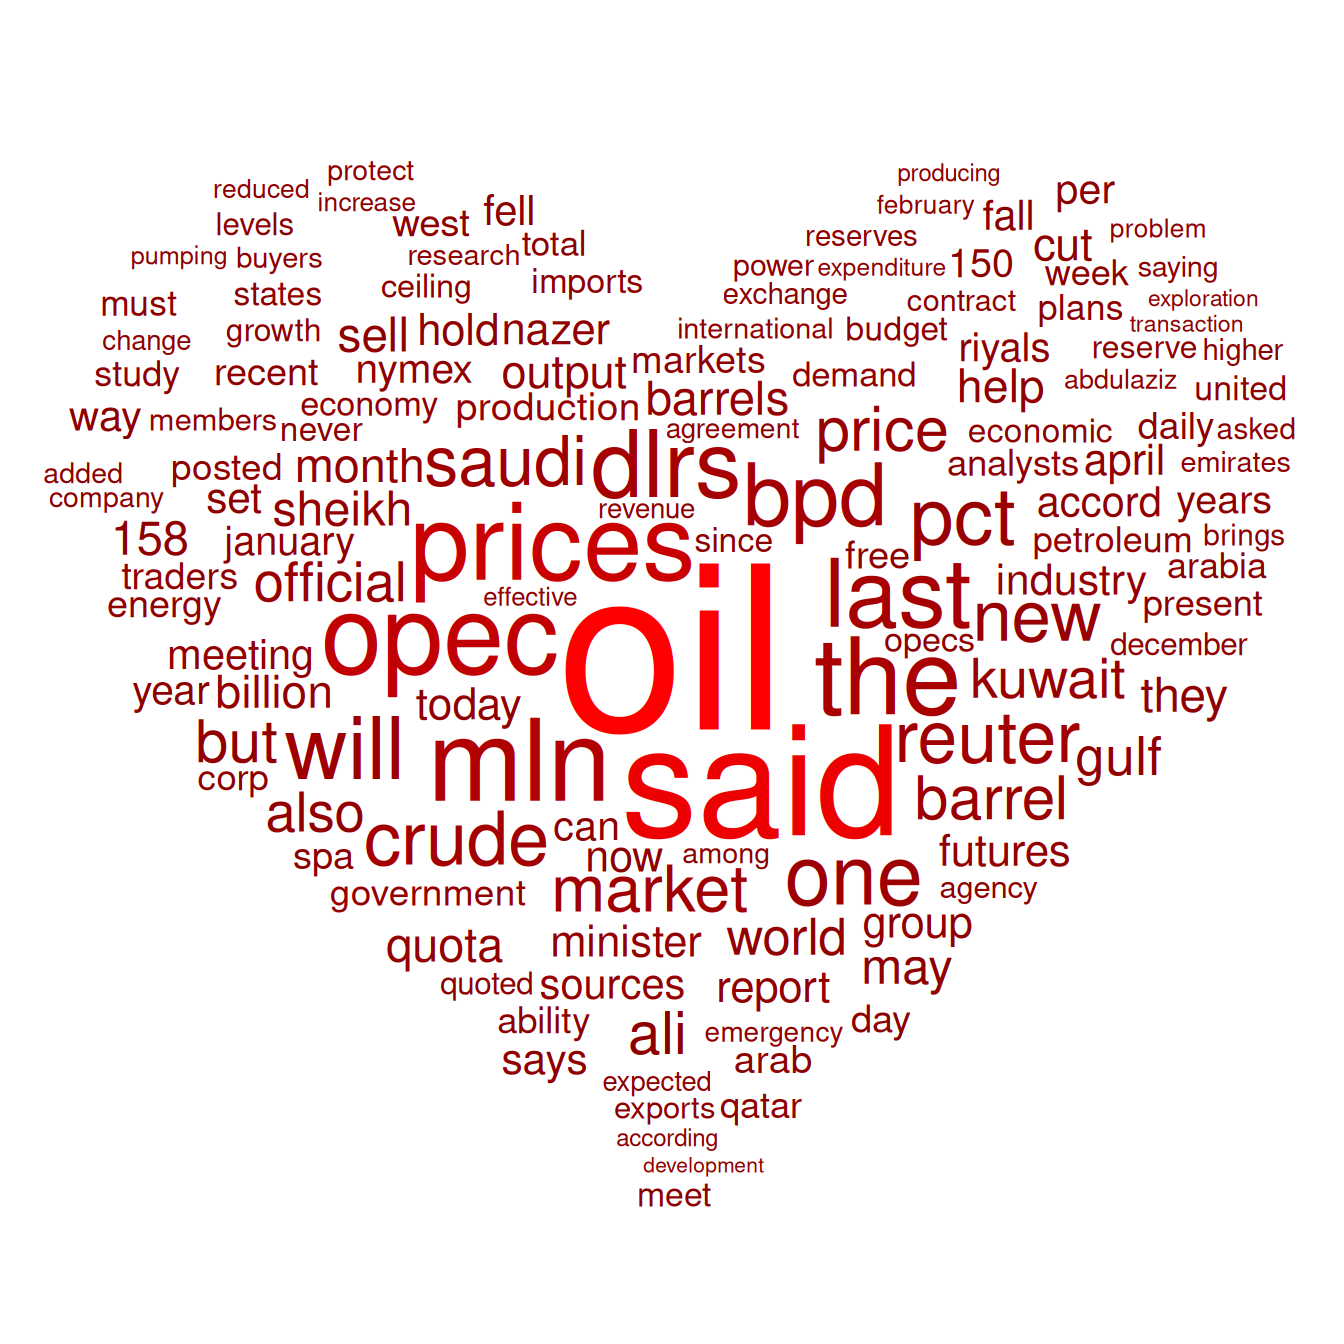 protect
producing
reduced
increase
west
fell
february
fall
per
levels
total
reserves
cut
problem
pumping
buyers
research
power
expenditure
150
week
saying
must
states
ceiling
imports
exchange
contract
plans
exploration
change
growth
sell
hold
nazer
international
budget
transaction
study
recent
nymex
output
markets
demand
riyals
reserve
higher
way
members
economy
production
barrels
help
abdulaziz
united
never
agreement
price
economic
daily
asked
added
posted
month
saudi
dlrs
bpd
analysts
april
emirates
company
set
sheikh
prices
revenue
since
pct
accord
years
158
january
free
petroleum
brings
traders
official
effective
last
industry
arabia
energy
opec
oil
opecs
new
present
meeting
the
kuwait
december
year
billion
today
they
but
will
mln
said
reuter
gulf
corp
also
crude
can
barrel
spa
now
among
futures
government
market
one
agency
quota
minister
world
group
quoted
sources
report
may
ability
ali
emergency
day
says
arab
expected
exports
qatar
according
development
meet